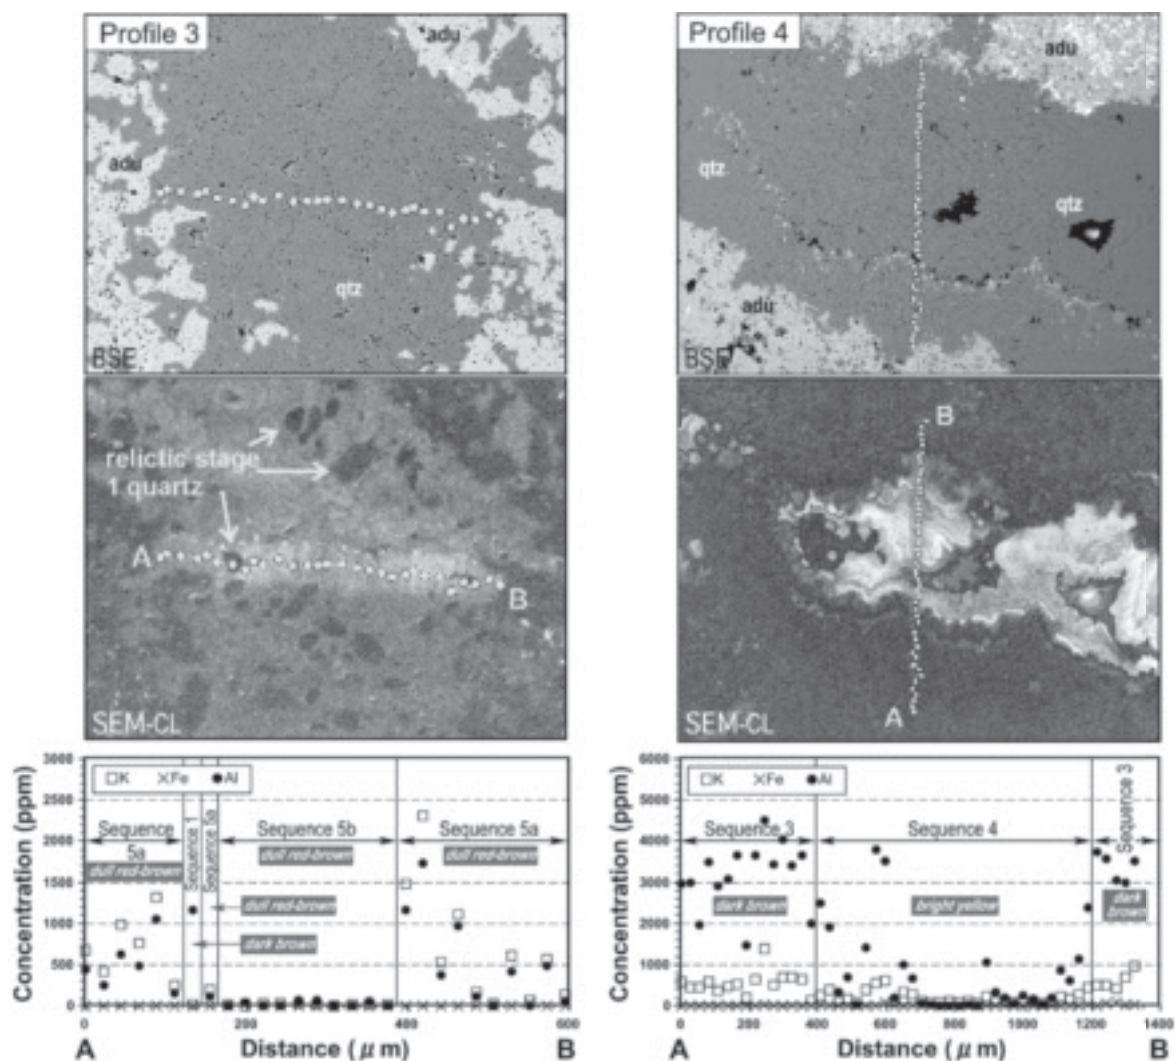 Profile 3
adu
adu
qtz
BSE
relictic stage
1 quartz
A
B
SEM-CL
Concentration (ppm)
3000
2500
2000
1500
1000
500
0
□K ×Fe ●Al
Sequence
5a
dull red-brown
Sequence 1
Sequence 5a
Sequence 5b
dull red-brown
Sequence 5a
dull red-brown
dull red-brown
dark brown
0 200 400 600
A Distance (μm) B
Profile 4
adu
qtz
qtz
adu
BSE
B
A
SEM-CL
Concentration (ppm)
6000
5000
4000
3000
2000
1000
0
□K ×Fe ●Al
Sequence 3
Sequence 4
Sequence 3
dark brown
bright yellow
dark
brown
0 200 400 600 800 1000 1200 1400
A Distance (μm) B